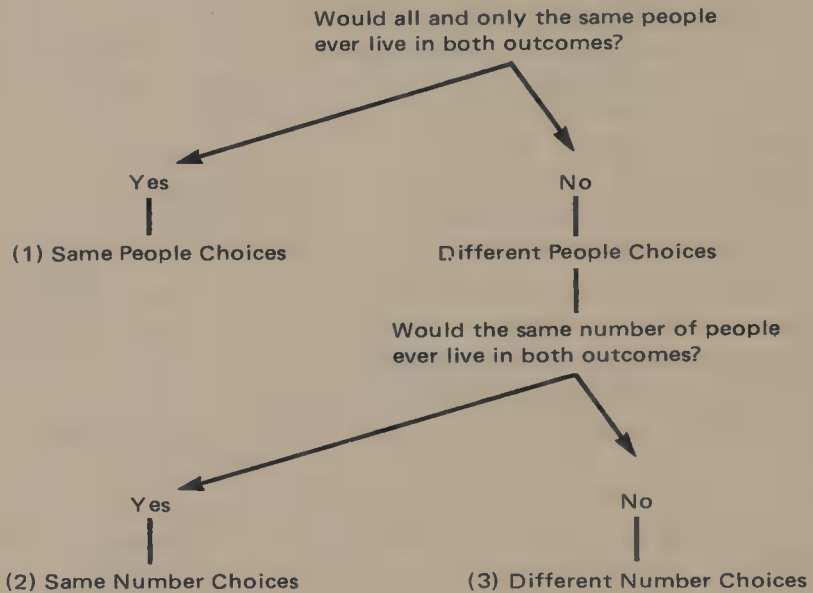 Would all and only the same people
ever live in both outcomes?
Yes
No
(1) Same People Choices
Different People Choices
Would the same number of people
ever live in both outcomes?
Yes
No
(2) Same Number Choices
(3) Different Number Choices